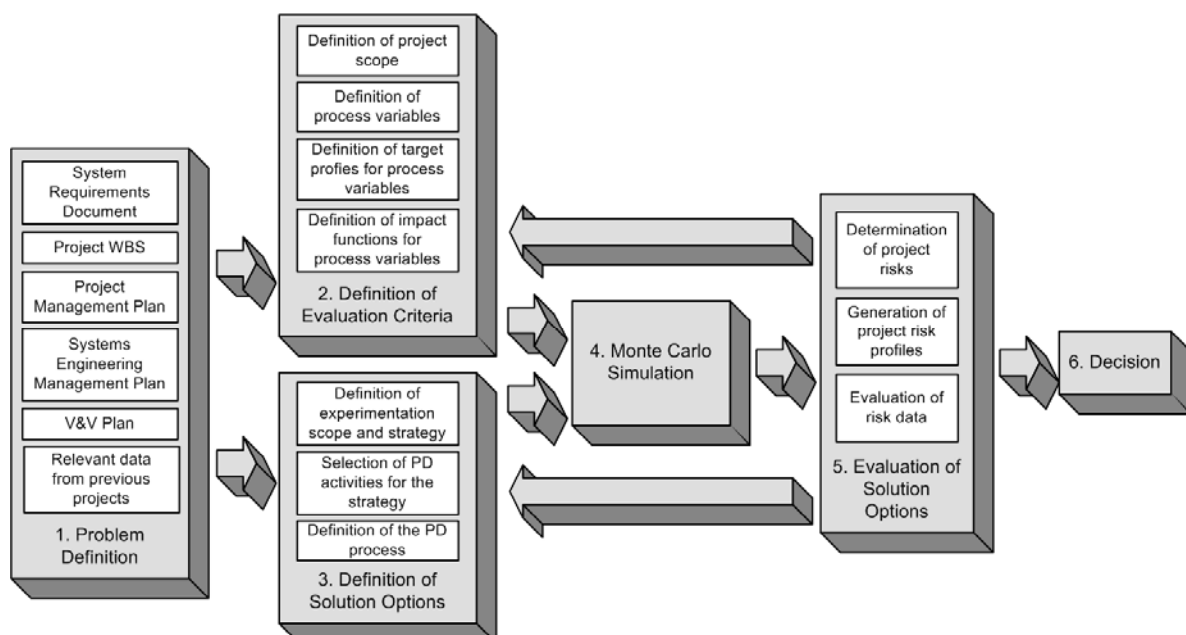 System
Requirements
Document
Project WBS
Project
Management Plan
Systems
Engineering
Management Plan
V&V Plan
Relevant data
from previous
projects
1. Problem
Definition
Definition of project
scope
Definition of
process variables
Definition of target
profies for process
variables
Definition of impact
functions for
process variables
2. Definition of
Evaluation Criteria
Definition of
experimentation
scope and strategy
Selection of PD
activities for the
strategy
Definition of the PD
process
3. Definition of
Solution Options
4. Monte Carlo
Simulation
Determination
of project
risks
Generation of
project risk
profiles
Evaluation of
risk data
5. Evaluation of
Solution
Options
6. Decision